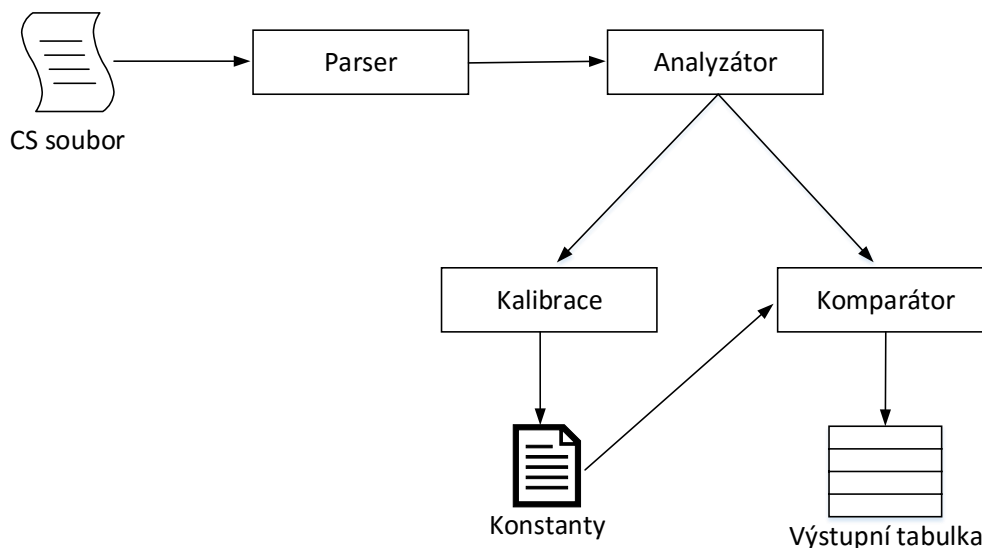 Parser
Analyzátor
CS soubor
Kalibrace
Komparátor
Konstanty
Výstupní tabulka